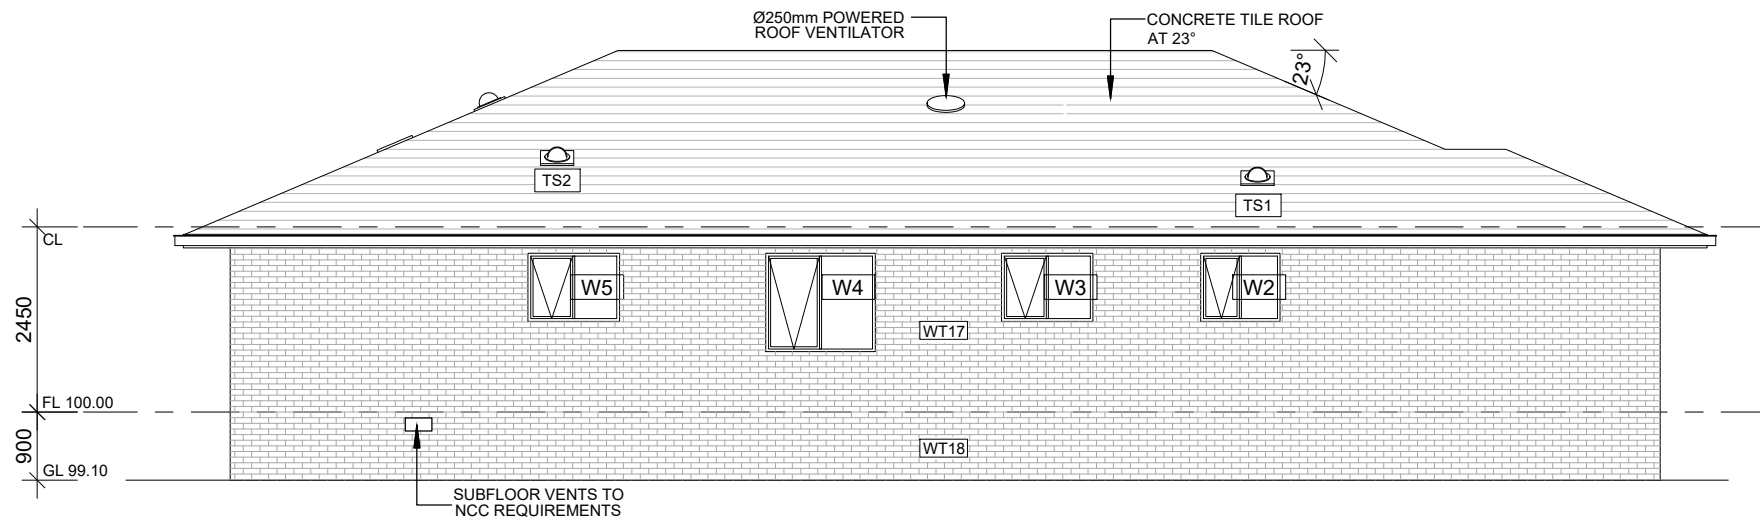 Ø250mm POWERED
ROOF VENTILATOR
CONCRETE TILE ROOF
AT 23°
23°
TS2
TS1
CL
W5
W4
W3
W2
2450
WT17
FL 100.00
900
WT18
GL 99.10
SUBFLOOR VENTS TO
NCC REQUIREMENTS